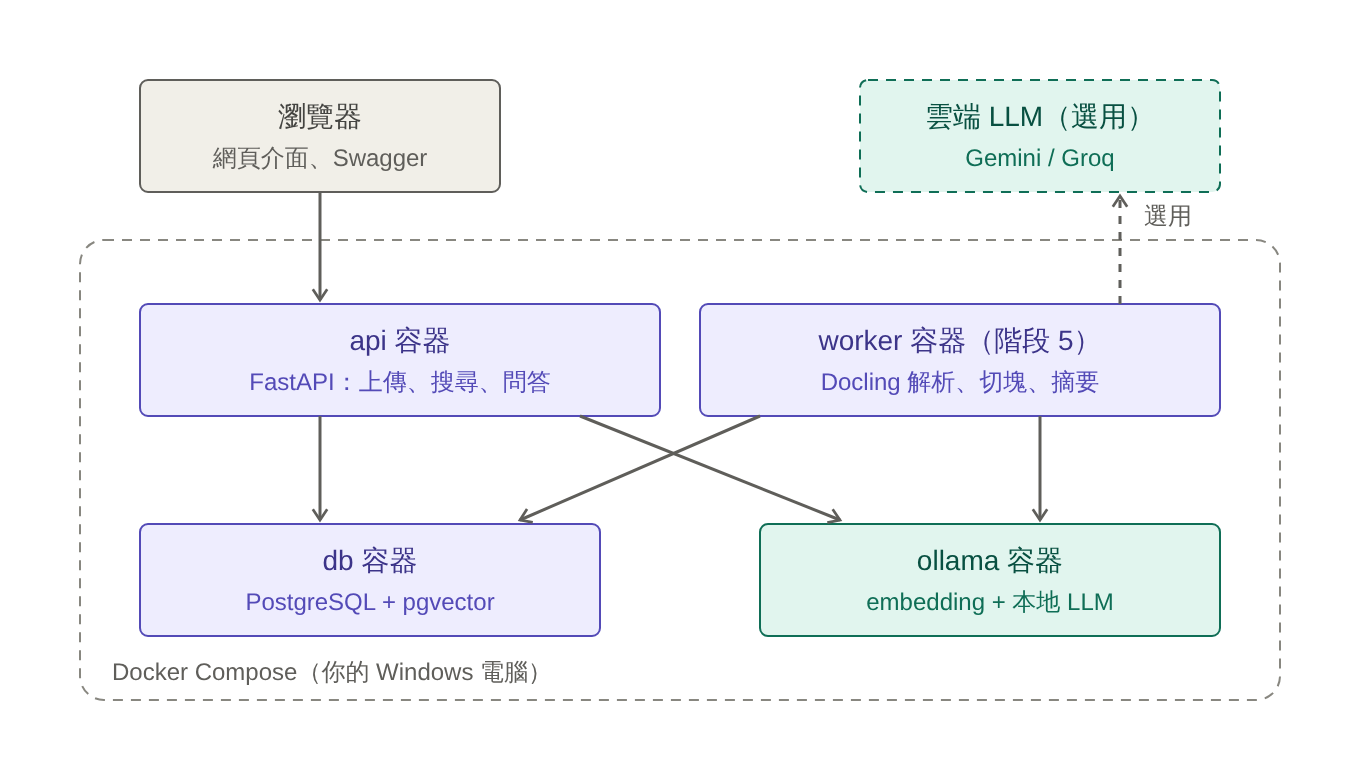 瀏覽器
網頁介面、Swagger
雲端 LLM（選用）
Gemini / Groq
選用
api 容器
FastAPI：上傳、搜尋、問答
worker 容器（階段 5）
Docling 解析、切塊、摘要
db 容器
PostgreSQL + pgvector
ollama 容器
embedding + 本地 LLM
Docker Compose（你的 Windows 電腦）